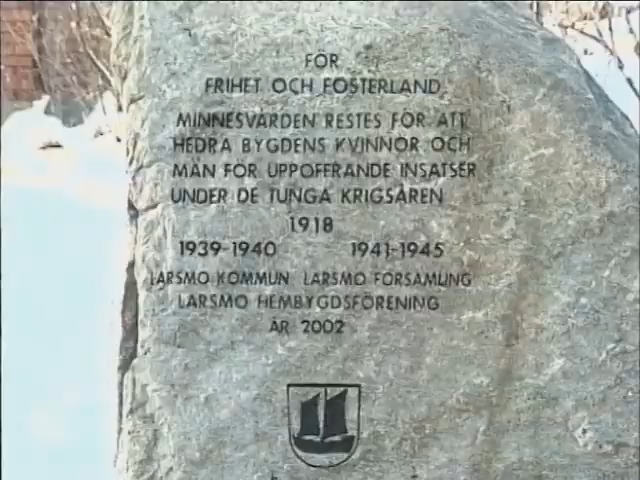 FÖR
FRIHET OCH FOSTERLAND
MINNESVÅRDEN RESTES FÖR ATT
HEDRA BYGDENS KVINNOR OCH
MÄN FÖR UPPOFFRANDE INSATSER
UNDER DE TUNGA KRIGSÅREN
1918
1939-1940 1941-1945
LARSMO KOMMUN LARSMO FÖRSAMLING
LARSMO HEMBYGDSFÖRENING
ÅR 2002